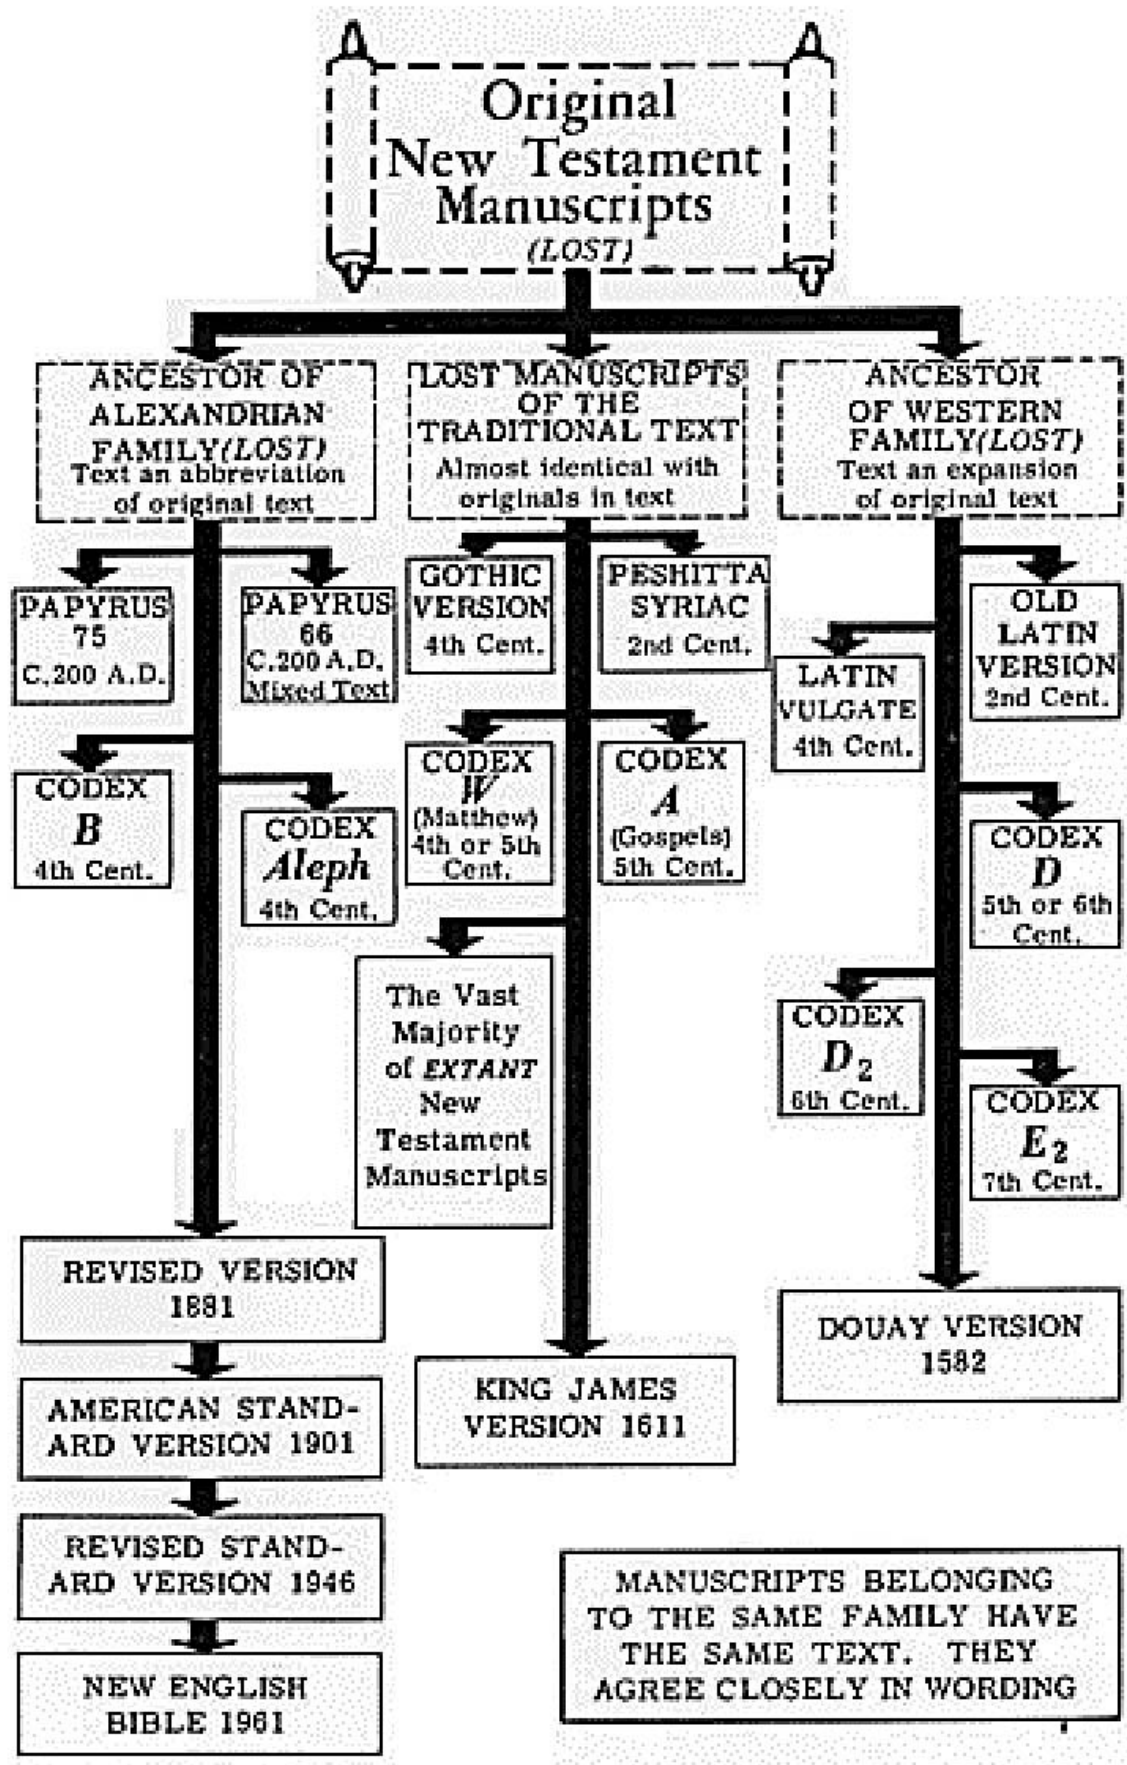 Original
New Testament
Manuscripts
(LOST)
ANCESTOR OF
ALEXANDRIAN
FAMILY(LOST)
Text an abbreviation
of original text
LOST MANUSCRIPTS
OF THE
TRADITIONAL TEXT
Almost identical with
originals in text
ANCESTOR
OF WESTERN
FAMILY(LOST)
Text an expansion
of original text
PAPYRUS
75
C.200 A.D.
PAPYRUS
66
C.200 A.D.
Mixed Text
GOTHIC
VERSION
4th Cent.
PESHITTA
SYRIAC
2nd Cent.
LATIN
VULGATE
4th Cent.
OLD
LATIN
VERSION
2nd Cent.
CODEX
B
4th Cent.
CODEX
Aleph
4th Cent.
CODEX
W
(Matthew)
4th or 5th
Cent.
CODEX
A
(Gospels)
5th Cent.
CODEX
D
5th or 6th
Cent.
The Vast
Majority
of EXTANT
New
Testament
Manuscripts
CODEX
D2
6th Cent.
CODEX
E2
7th Cent.
REVISED VERSION
1881
AMERICAN STAND-
ARD VERSION 1901
REVISED STAND-
ARD VERSION 1946
NEW ENGLISH
BIBLE 1961
KING JAMES
VERSION 1611
DOUAY VERSION
1582
MANUSCRIPTS BELONGING
TO THE SAME FAMILY HAVE
THE SAME TEXT. THEY
AGREE CLOSELY IN WORDING